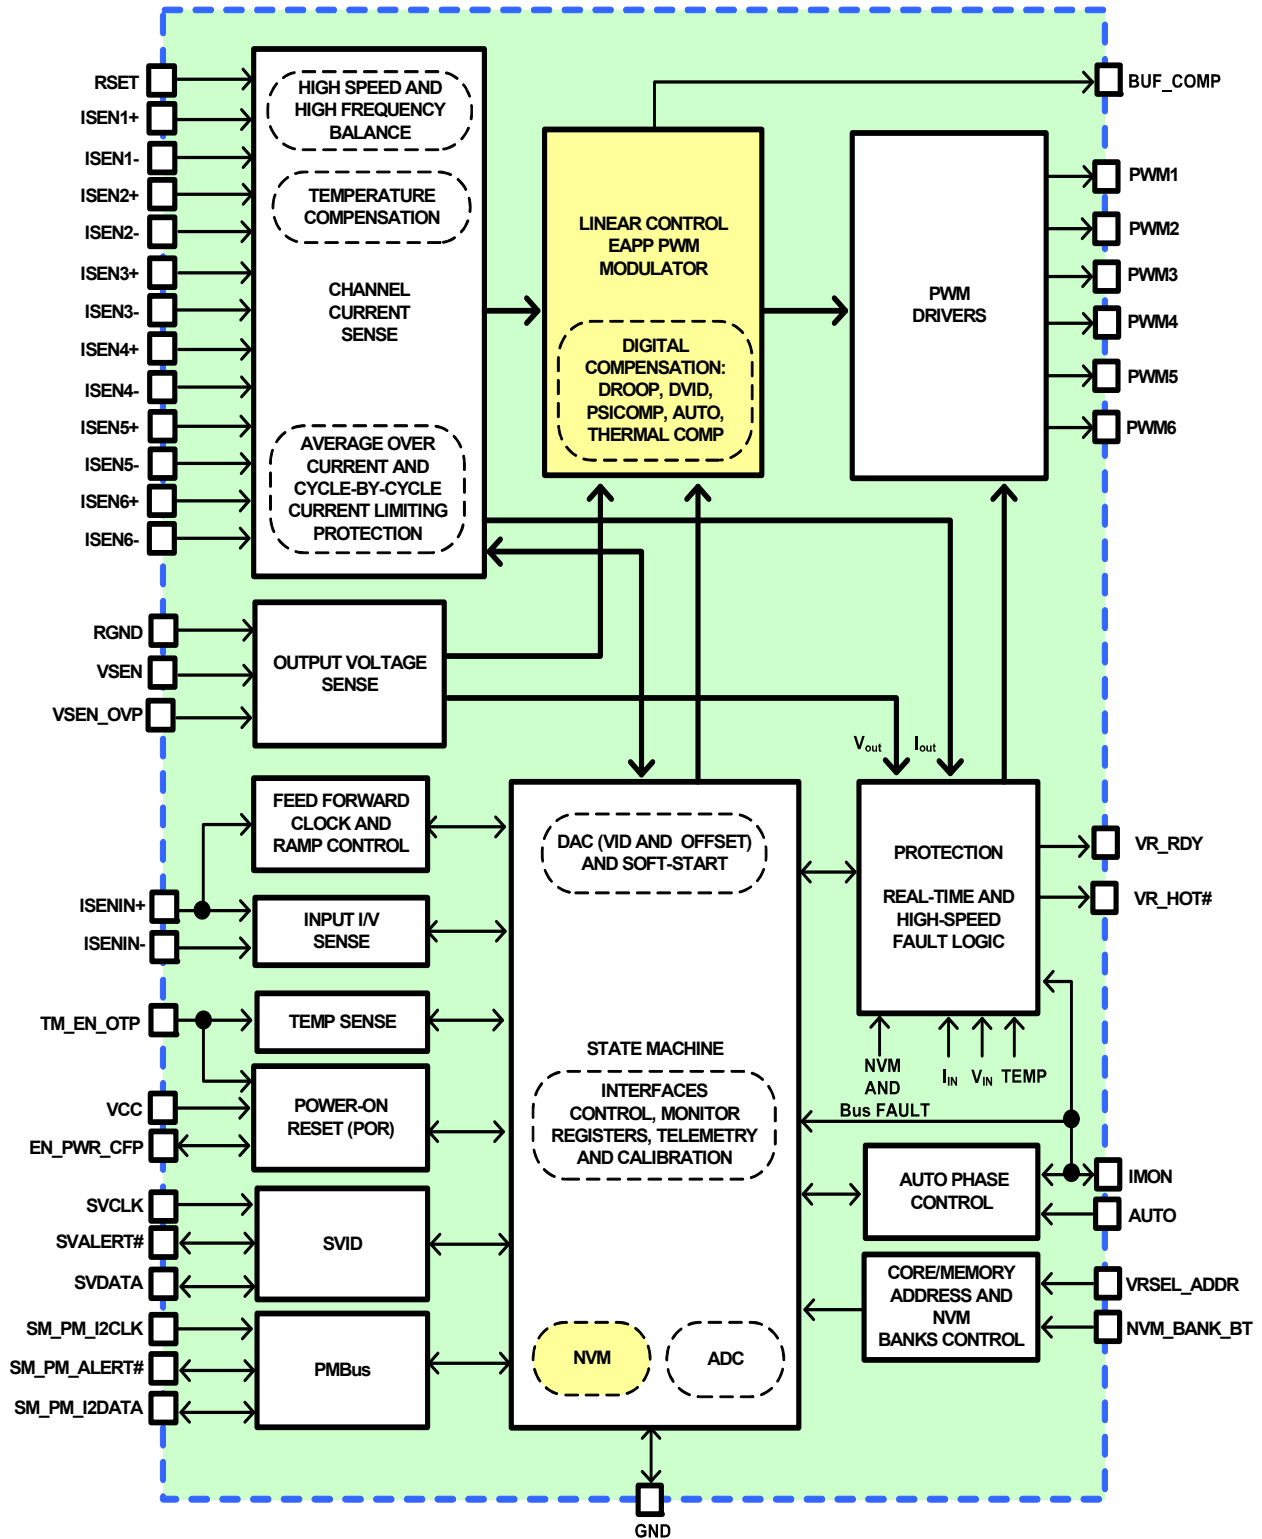 RSET
ISEN1+
ISEN1-
ISEN2+
ISEN2-
ISEN3+
ISEN3-
ISEN4+
ISEN4-
ISEN5+
ISEN5-
ISEN6+
ISEN6-
RGND
VSEN
VSEN_OVP
ISENIN+
ISENIN-
TM_EN_OTP
VCC
EN_PWR_CFP
SVCLK
SVALERT#
SVDATA
SM_PM_I2CLK
SM_PM_ALERT#
SM_PM_I2DATA
HIGH SPEED AND
HIGH FREQUENCY
BALANCE
TEMPERATURE
COMPENSATION
CHANNEL
CURRENT
SENSE
AVERAGE OVER
CURRENT AND
CYCLE-BY-CYCLE
CURRENT LIMITING
PROTECTION
OUTPUT VOLTAGE
SENSE
FEED FORWARD
CLOCK AND
RAMP CONTROL
INPUT I/V
SENSE
TEMP SENSE
POWER-ON
RESET (POR)
SVID
PMBus
LINEAR CONTROL
EAPP PWM
MODULATOR
DIGITAL
COMPENSATION:
DROOP, DVID,
PSICOMP, AUTO,
THERMAL COMP
DAC (VID AND OFFSET)
AND SOFT-START
STATE MACHINE
INTERFACES
CONTROL, MONITOR
REGISTERS, TELEMETRY
AND CALIBRATION
NVM
ADC
GND
PWM
DRIVERS
Vout
Iout
PROTECTION
REAL-TIME AND
HIGH-SPEED
FAULT LOGIC
NVM
AND
Bus FAULT
IIN
VIN
TEMP
AUTO PHASE
CONTROL
CORE/MEMORY
ADDRESS AND
NVM
BANKS CONTROL
BUF_COMP
PWM1
PWM2
PWM3
PWM4
PWM5
PWM6
VR_RDY
VR_HOT#
IMON
AUTO
VRSEL_ADDR
NVM_BANK_BT